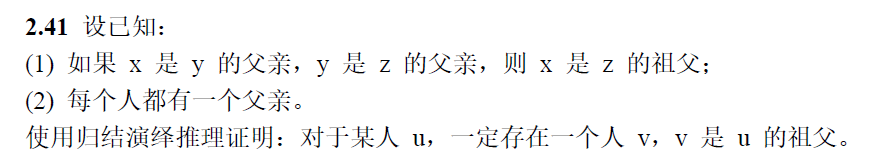 2.41 设已知：
(1) 如果 x 是 y 的父亲，y 是 z 的父亲，则 x 是 z 的祖父；
(2) 每个人都有一个父亲。
使用归结演绎推理证明：对于某人 u，一定存在一个人 v，v 是 u 的祖父。